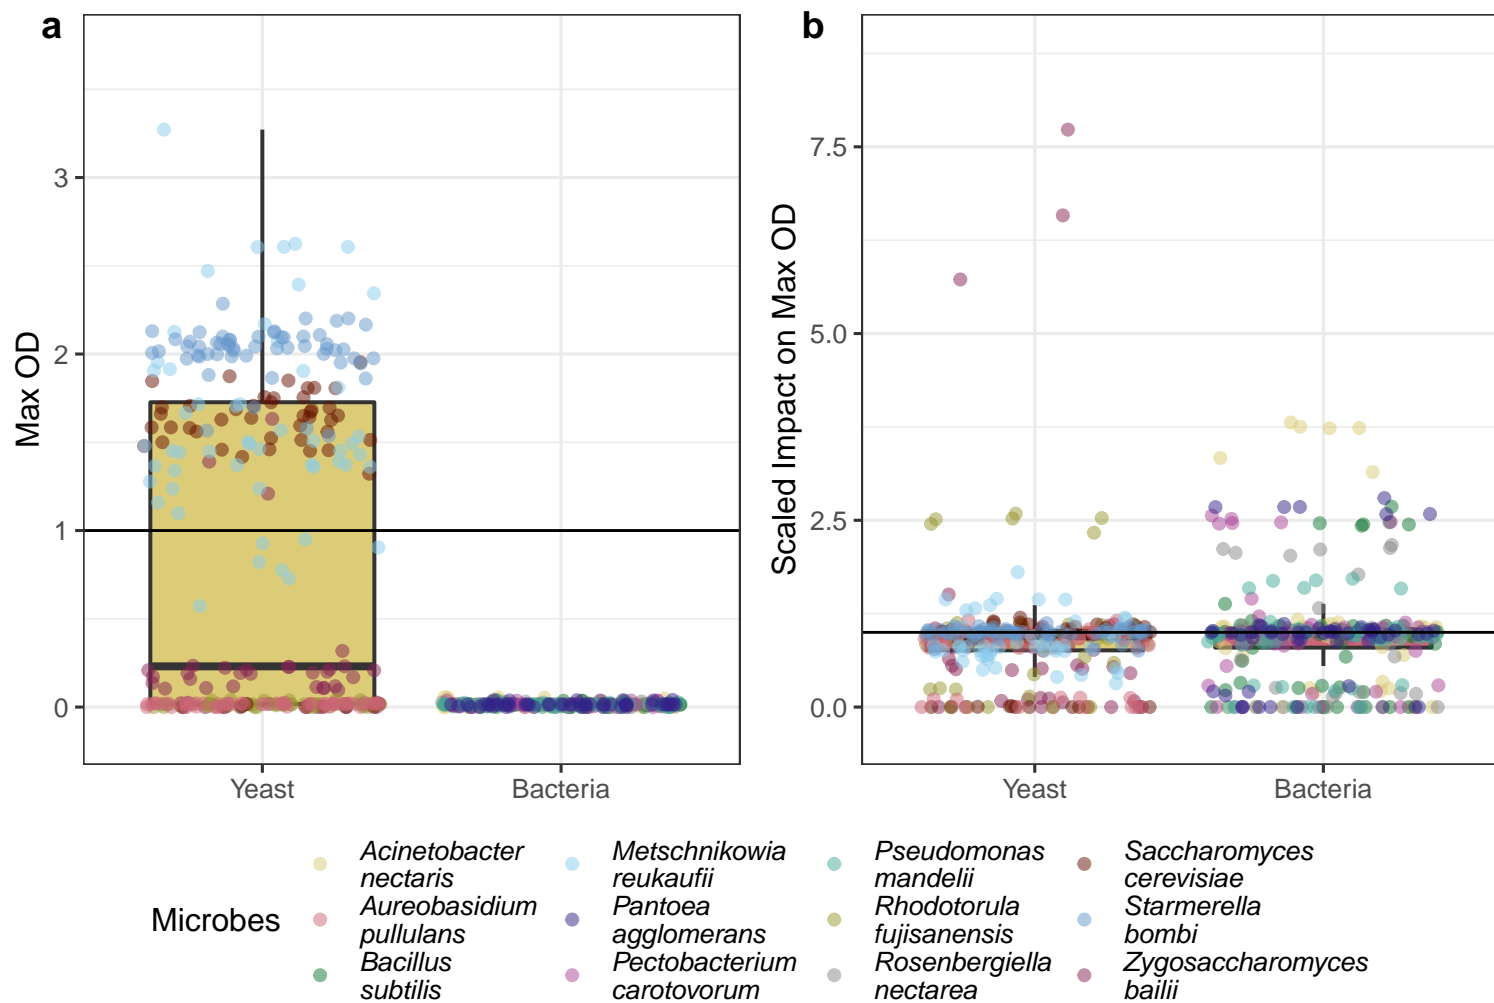 a
b
Max OD
3
2
1
0
Yeast
Bacteria
Scaled Impact on Max OD
7.5
5.0
2.5
0.0
Yeast
Bacteria
Microbes
Acinetobacter
nectaris
Aureobasidium
pullulans
Bacillus
subtilis
Metschnikowia
reukaufii
Pantoea
agglomerans
Pectobacterium
carotovorum
Pseudomonas
mandelii
Rhodotorula
fujisanensis
Rosenbergiella
nectarea
Saccharomyces
cerevisiae
Starmerella
bombi
Zygosaccharomyces
bailii